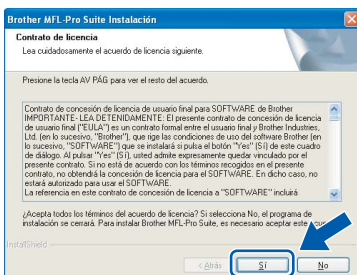 Brother MFL-Pro Suite Instalación
Contrato de licencia
Lea cuidadosamente el acuerdo de licencia siguiente.
Presione la tecla AV PÁG para ver el resto del acuerdo.
Contrato de concesión de licencia de usuario final para SOFTWARE de Brother
IMPORTANTE- LEA DETENIDAMENTE: El presente contrato de concesión de licencia
de usuario final ("EULA") es un contrato formal entre el usuario final y Brother Industries,
Ltd. (en lo sucesivo, "Brother"), que rige las condiciones de uso del software Brother (en
lo sucesivo, "SOFTWARE") que se instalará si pulsa el botón "Yes" (Sí) de este cuadro
de diálogo. Al pulsar "Yes" (Sí), usted admite expresamente quedar vinculado por el
presente contrato. Si no está de acuerdo con los términos recogidos en el presente
contrato, no obtendrá la concesión de licencia para el SOFTWARE. En dicho caso, no
estará autorizado para usar el SOFTWARE.
La referencia en este contrato de concesión de licencia a "SOFTWARE" incluirá
¿Acepta todos los términos del acuerdo de licencia? Si selecciona No, el programa de
instalación se cerrará. Para instalar Brother MFL-Pro Suite, es necesario aceptar este
InstallShield
< Atrás
Sí
No